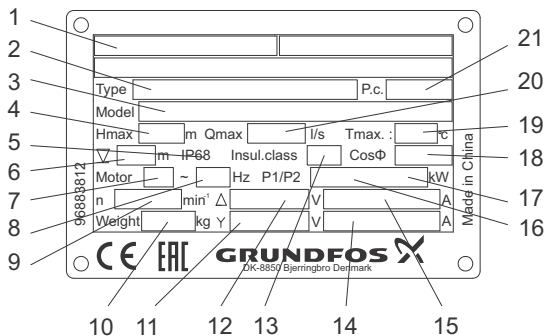 1
2
3
4
5
6
7
8
9
10
11
12
13
14
15
16
17
18
19
20
21
Type P.c.
Model
Hmax m Qmax l/s Tmax. : °c
▽ m IP68 Insul.class CosΦ
Motor ~ Hz P1/P2 kW
n min¹ △ V A
Weight kg Y V A
CE EAC GRUNDFOS X
DK-8850 Bjerringbro Denmark
96883812
Made in China